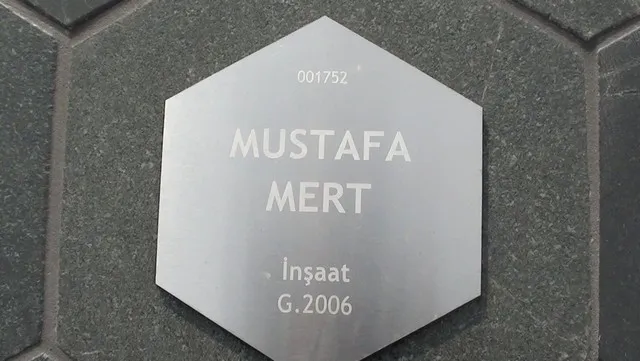 001752
MUSTAFA
MERT
İnşaat
G.2006